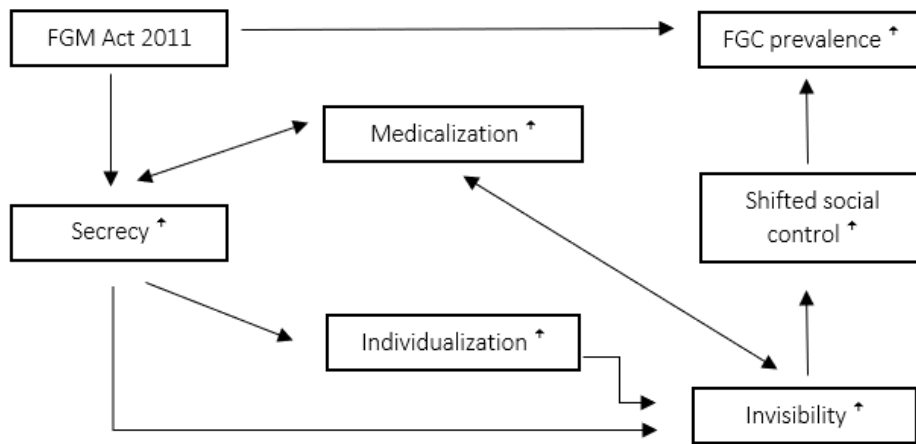 FGM Act 2011
FGC prevalence ↑
Medicalization ↑
Secrecy ↑
Shifted social
control ↑
Individualization ↑
Invisibility ↑